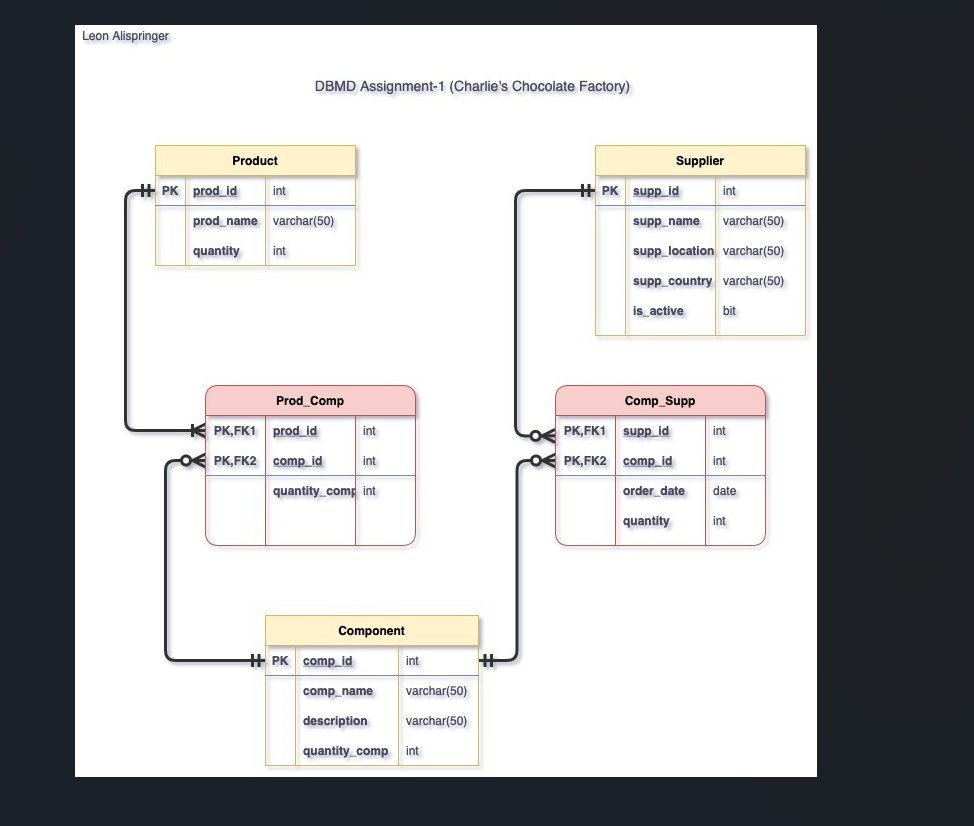 Leon Alispringer
DBMD Assignment-1 (Charlie's Chocolate Factory)
Product
PK prod_id int
prod_name varchar(50)
quantity int
Supplier
PK supp_id int
supp_name varchar(50)
supp_location varchar(50)
supp_country varchar(50)
is_active bit
Prod_Comp
PK,FK1 prod_id int
PK,FK2 comp_id int
quantity_comp int
Comp_Supp
PK,FK1 supp_id int
PK,FK2 comp_id int
order_date date
quantity int
Component
PK comp_id int
comp_name varchar(50)
description varchar(50)
quantity_comp int